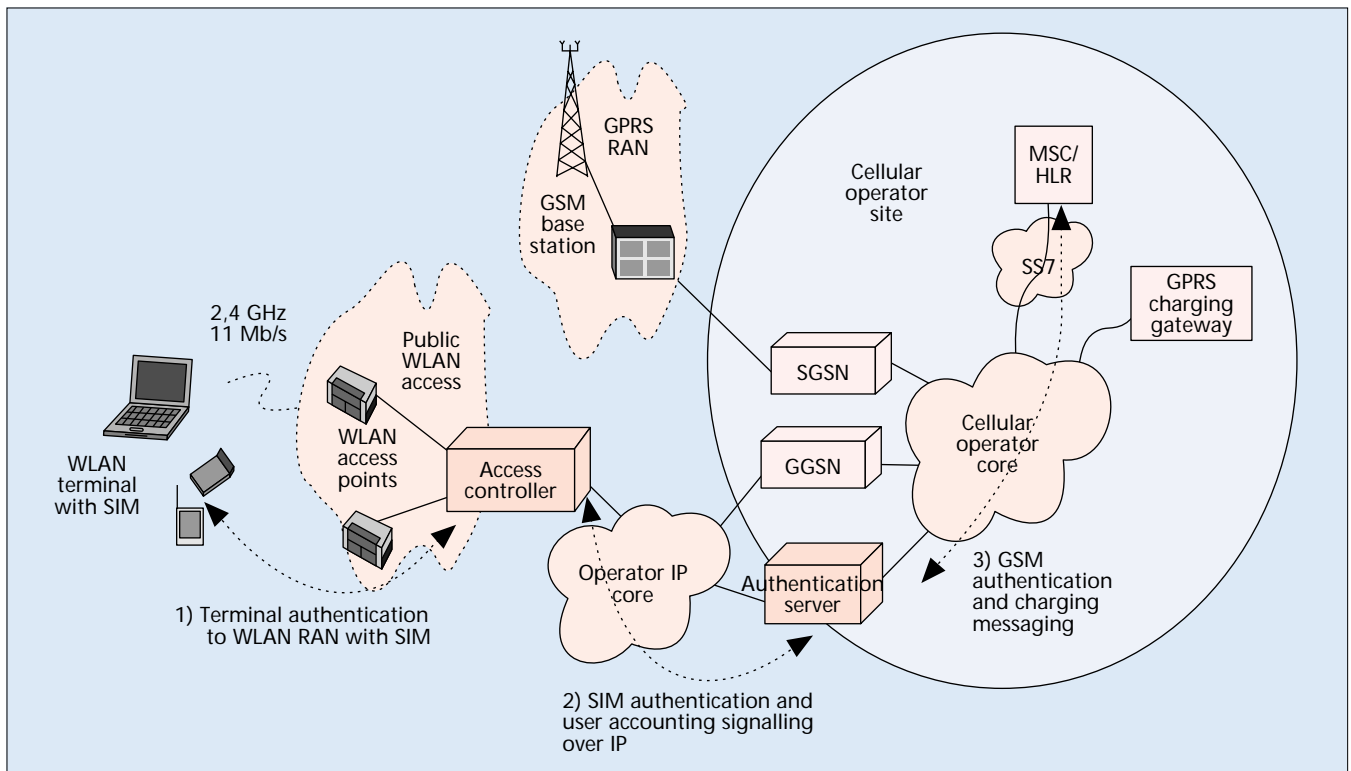 GPRS
RAN
GSM
base
station
Cellular
operator
site
MSC/
HLR
SS7
GPRS
charging
gateway
2,4 GHz
11 Mb/s
Public
WLAN
access
SGSN
WLAN
terminal
with SIM
WLAN
access
points
Access
controller
GGSN
Cellular
operator
core
Operator IP
core
Authentication
server
3) GSM
authentication
and charging
messaging
1) Terminal authentication
to WLAN RAN with SIM
2) SIM authentication and
user accounting signalling
over IP